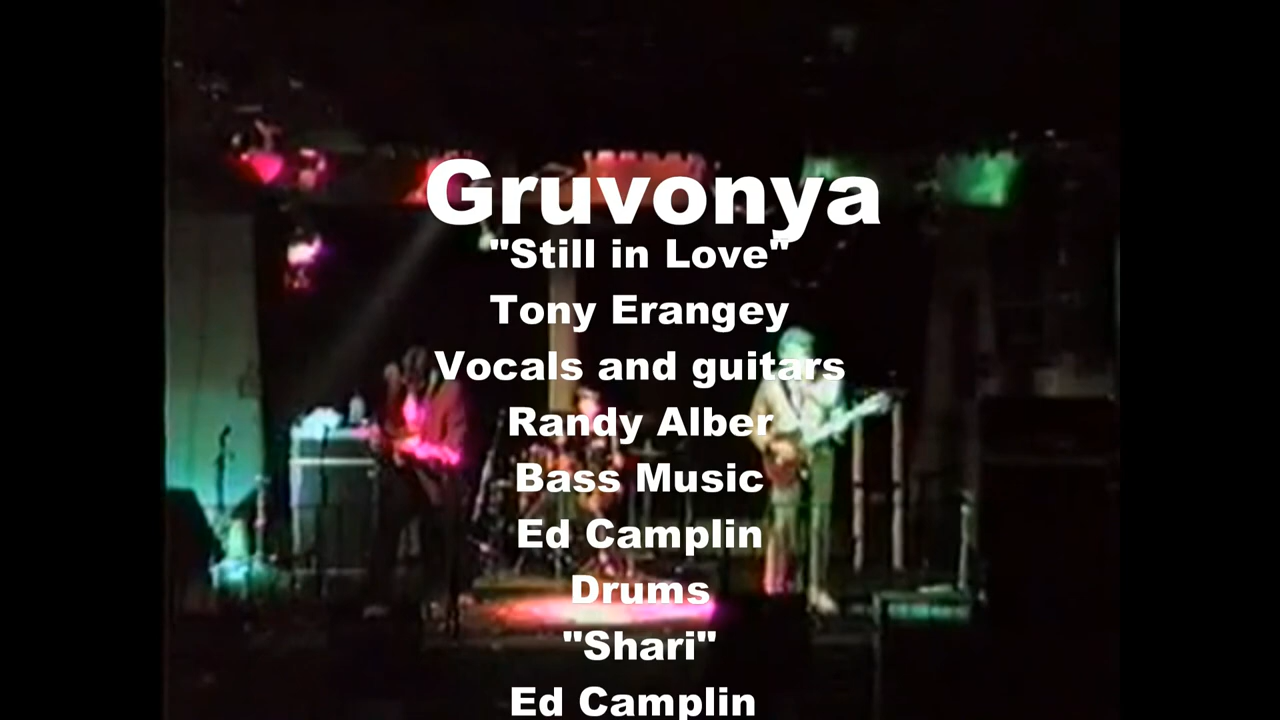 Gruvonya
"Still in Love"
Tony Erangey
Vocals and guitars
Randy Alber
Bass Music
Ed Camplin
Drums
"Shari"
Ed Camplin